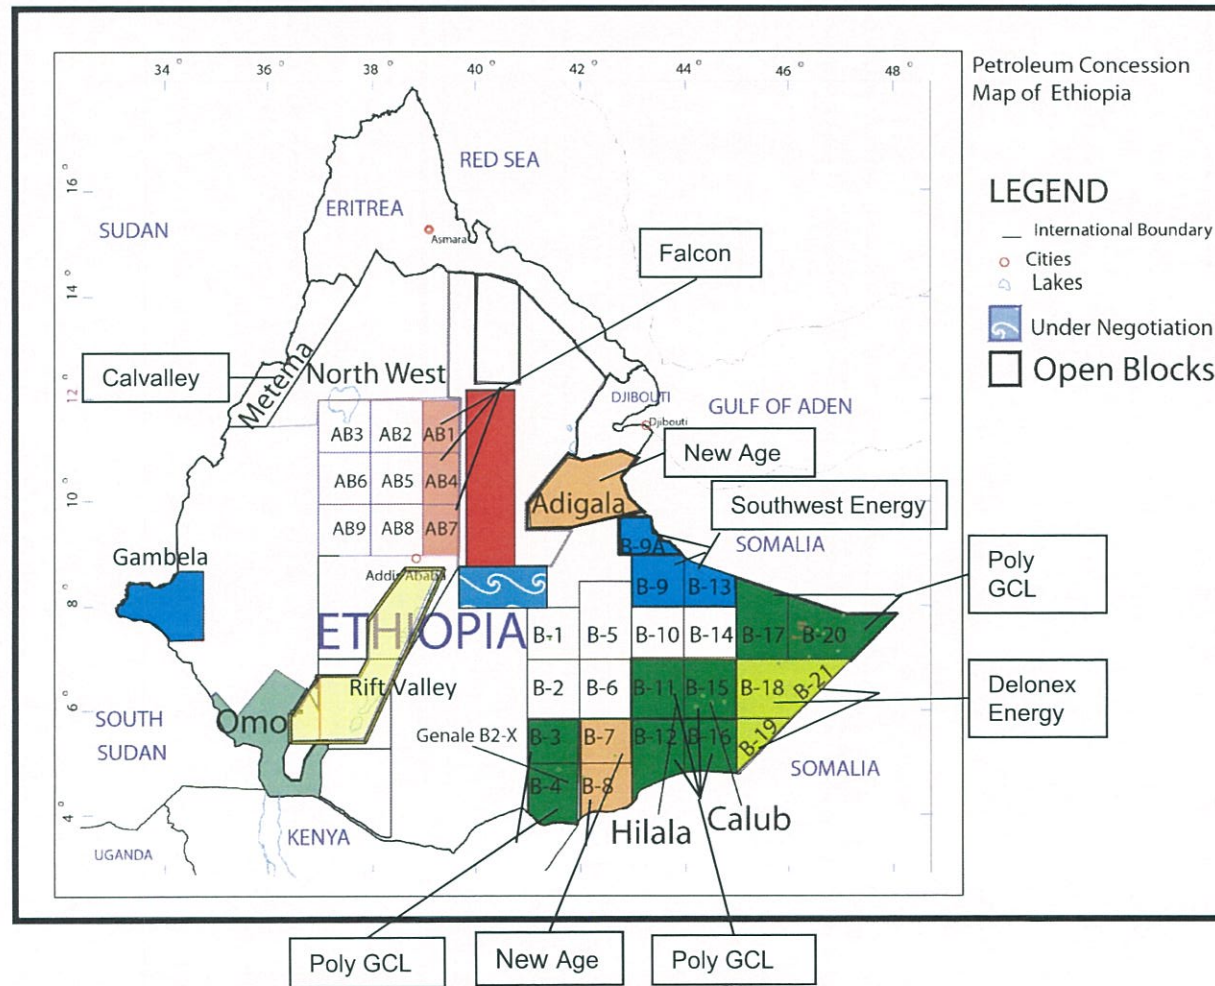 Petroleum Concession
Map of Ethiopia
34°
36°
38°
40°
42°
44°
46°
48°
16°
14°
12°
10°
8°
6°
4°
LEGEND
International Boundary
Cities
Lakes
Under Negotiation
Open Blocks
RED SEA
SUDAN
ERITREA
Asmara
Falcon
Calvalley
Metema
North West
DJIBOUTI
Djibouti
GULF OF ADEN
AB3 AB2 AB1
AB6 AB5 AB4
AB9 AB8 AB7
New Age
Adigala
Southwest Energy
SOMALIA
B-9A
Gambela
Addis Ababa
B-9 B-13
Poly
GCL
ETHIOPIA
B-1 B-5 B-10 B-14 B-17 B-20
Rift Valley
B-2 B-6 B-11 B-15 B-18 B-21
Delonex
Energy
Omo
SOUTH
SUDAN
Genale B2-X
B-3 B-7 B-12 B-16 B-19
SOMALIA
B-4 B-8
Hilala
Calub
KENYA
UGANDA
Poly GCL
New Age
Poly GCL